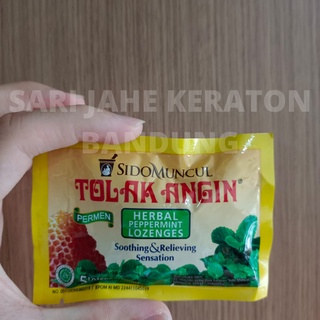 SARI JAHE KERATON
BANDUNG
SIDOMUNCUL
TOLAK ANGIN®
PERMEN
HERBAL
PEPPERMINT
LOZENGES
Soothing & Relieving
Sensation